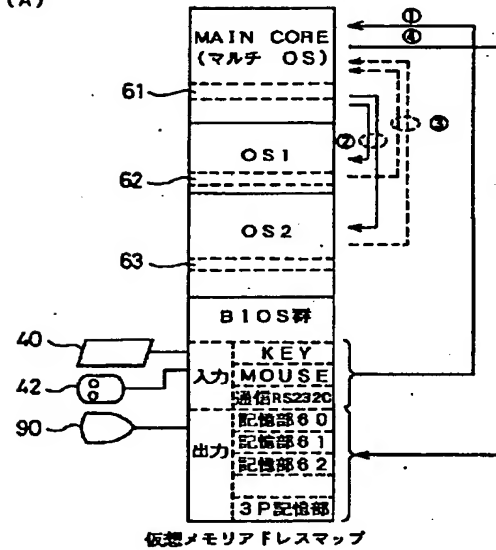 (A)
MAIN CORE
(マルチ OS)
①
④
61
②
③
OS1
62
OS2
63
BIOS群
40
入力
KEY
MOUSE
通信RS232C
42
90
出力
記憶部60
記憶部61
記憶部62
3P記憶部
仮想メモリアドレスマップ